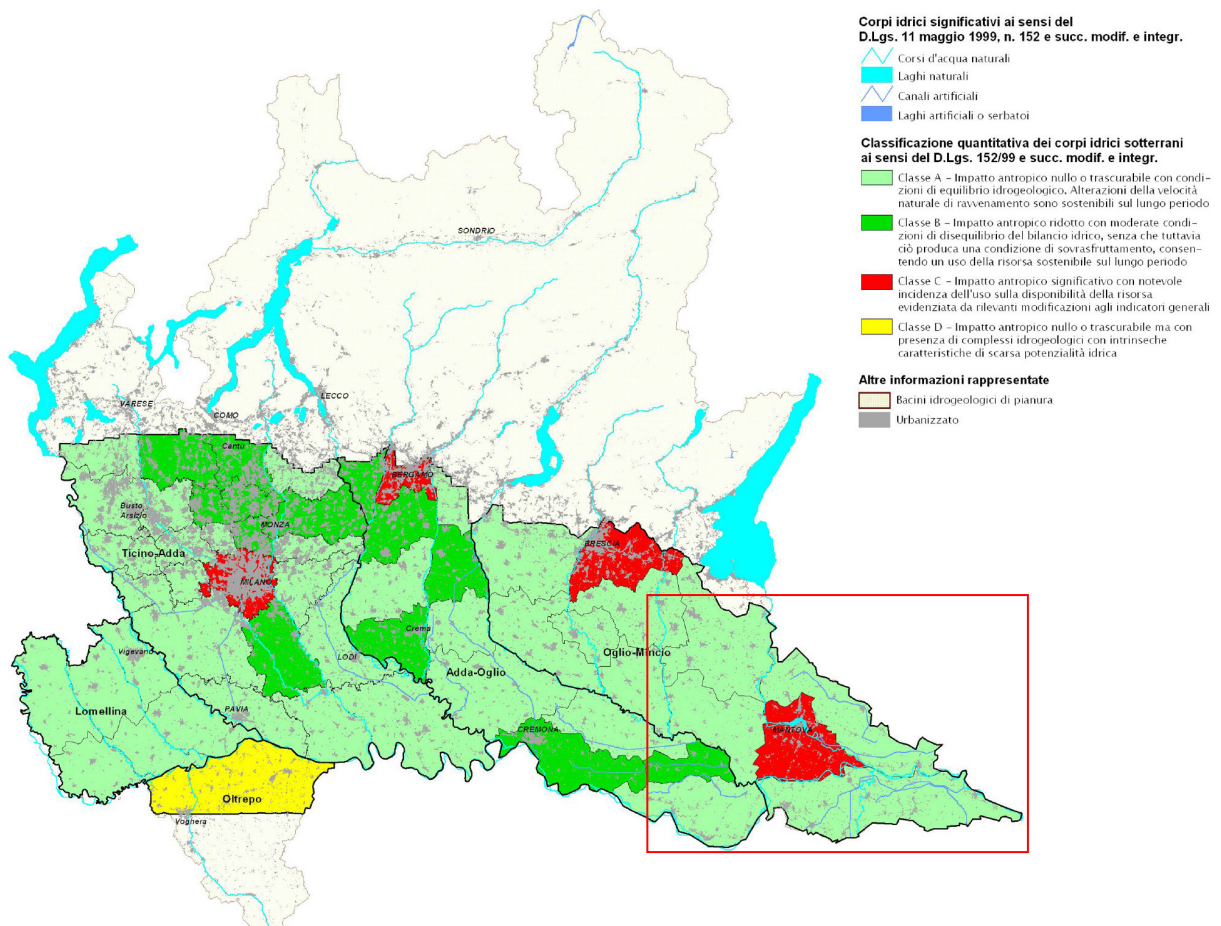 Corpi idrici significativi ai sensi del
D.Lgs. 11 maggio 1999, n. 152 e succ. modif. e integr.
Corsi d'acqua naturali
Laghi naturali
Canali artificiali
Laghi artificiali o serbatoi
Classificazione quantitativa dei corpi idrici sotterrani
ai sensi del D.Lgs. 152/99 e succ. modif. e integr.
Classe A – Impatto antropico nullo o trascurabile con condi-
zioni di equilibrio idrogeologico. Alterazioni della velocità
naturale di ravvenamento sono sostenibili sul lungo periodo
Classe B – Impatto antropico ridotto con moderate condi-
zioni di disequilibrio del bilancio idrico, senza che tuttavia
ciò produca una condizione di sovrasfruttamento, consen-
tendo un uso della risorsa sostenibile sul lungo periodo
Classe C – Impatto antropico significativo con notevole
incidenza dell'uso sulla disponibilità della risorsa
evidenziata da rilevanti modificazioni agli indicatori generali
Classe D – Impatto antropico nullo o trascurabile ma con
presenza di complessi idrogeologici con intrinseche
caratteristiche di scarsa potenzialità idrica
Altre informazioni rappresentate
Bacini idrogeologici di pianura
Urbanizzato
SONDRIO
LECCO
VARESE
COMO
Cantù
BERGAMO
Busto
Arsizio
MONZA
BRESCIA
Ticino-Adda
MILANO
Crema
Vigevano
LODI
Oglio-Mincio
Adda-Oglio
Lomellina
PAVIA
CREMONA
MANTOVA
Oltrepo
Voghera